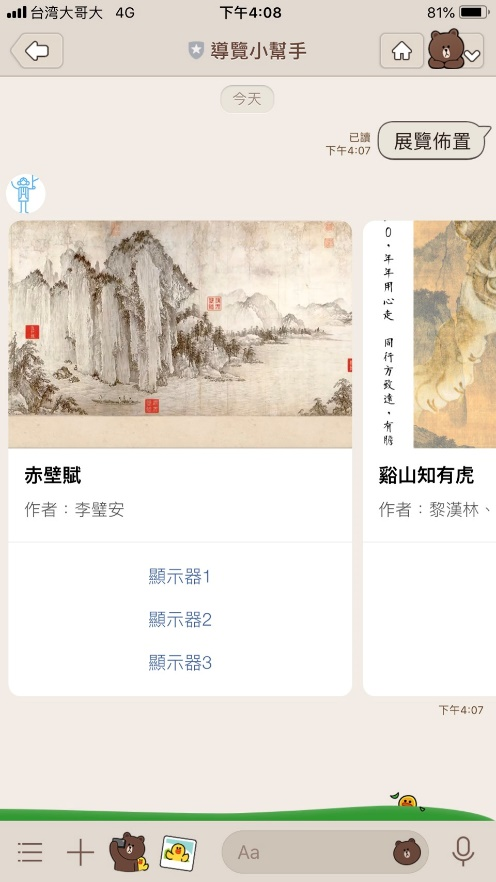 台湾大哥大 4G 下午4:08 81%
導覽小幫手
今天
已讀
下午4:07
展覽佈置
0，年年用心走 同行方致遠，有膽
赤壁賦
作者：李璧安
谿山知有虎
作者：黎漢林、
顯示器1
顯示器2
顯示器3
下午4:07
Aa